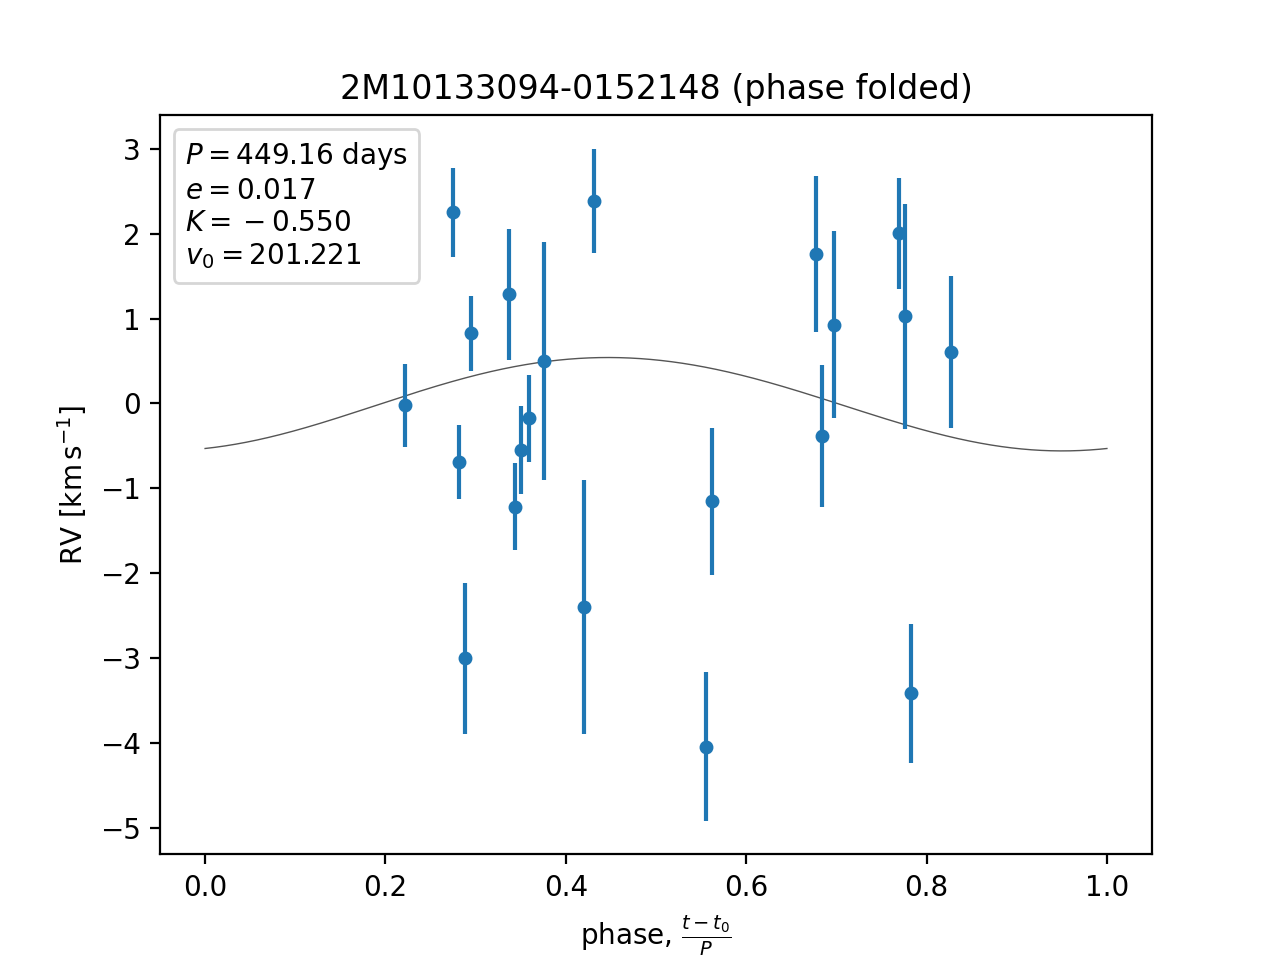 2M10133094-0152148 (phase folded)
P = 449.16 days
e = 0.017
K = −0.550
v₀ = 201.221
3
2
1
0
−1
−2
−3
−4
−5
RV [km s⁻¹]
0.0 0.2 0.4 0.6 0.8 1.0
phase, (t − t₀)/P